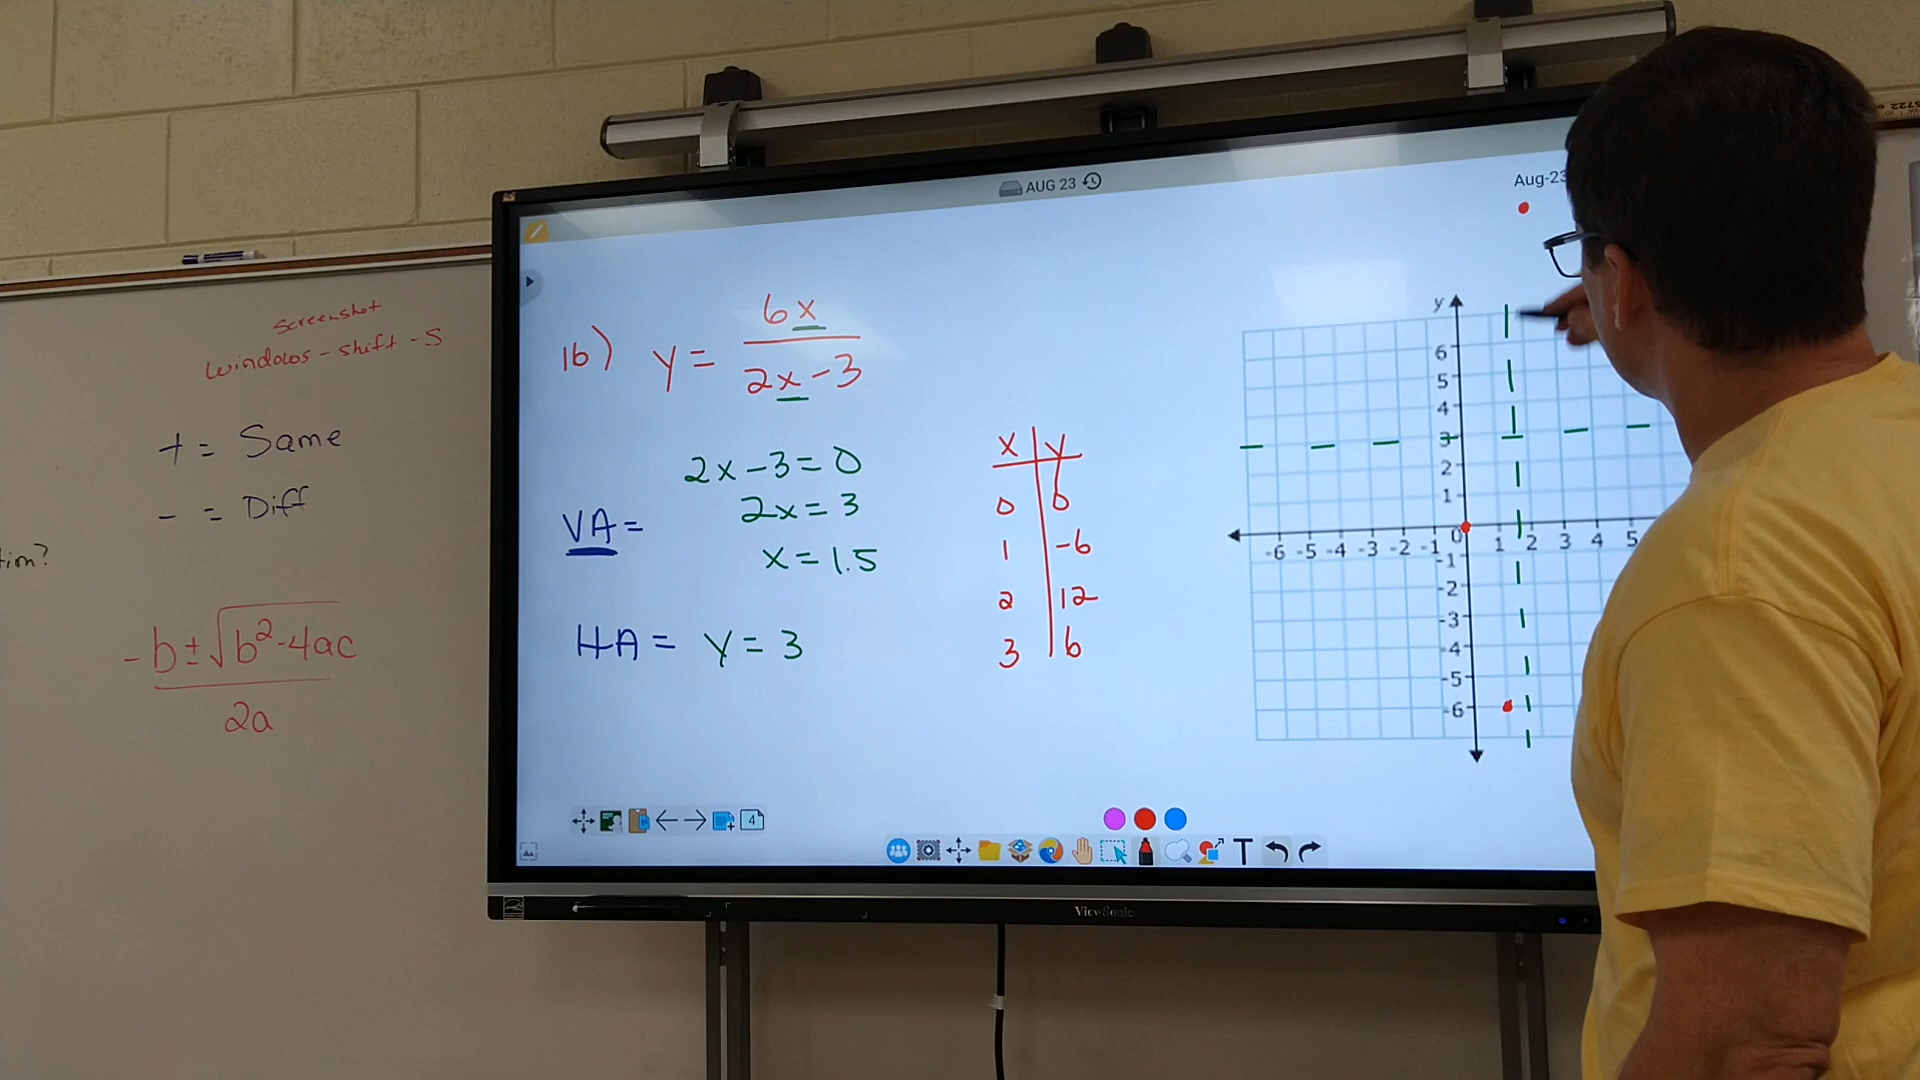 screenshot
windows - shift - S
+ = Same
- = Diff
tion?
-b±√b²-4ac
2a
AUG 23
Aug-23
16) y = 6x
2x-3
2x-3=0
2x=3
VA=
x=1.5
HA = y = 3
x y
0 0
1 -6
2 12
3 6
y
6
5
4
3
2
1
-6 -5 -4 -3 -2 -1 0 1 2 3 4 5
-1
-2
-3
-4
-5
-6
4
T
ViewSonic